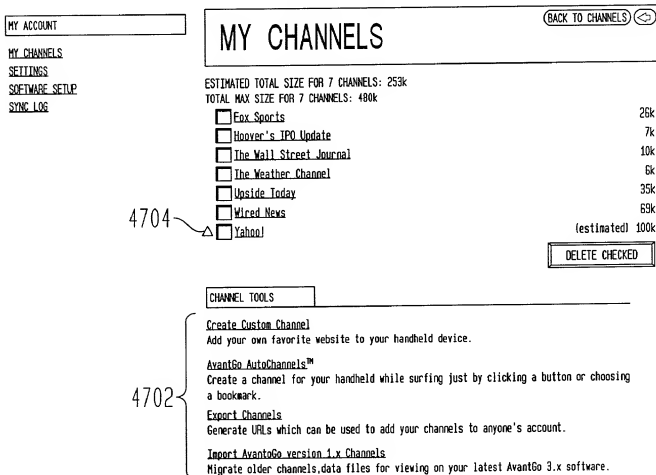 MY ACCOUNT
MY CHANNELS
SETTINGS
SOFTWARE SETUP
SYNC LOG
MY CHANNELS
BACK TO CHANNELS
ESTIMATED TOTAL SIZE FOR 7 CHANNELS: 253k
TOTAL MAX SIZE FOR 7 CHANNELS: 480k
Fox Sports 26k
Hoover's IPO Update 7k
The Wall Street Journal 10k
The Weather Channel 6k
Upside Today 35k
Wired News 69k
4704
Yahoo! (estimated) 100k
DELETE CHECKED
CHANNEL TOOLS
4702
Create Custom Channel
Add your own favorite website to your handheld device.
AvantGo AutoChannels™
Create a channel for your handheld while surfing just by clicking a button or choosing
a bookmark.
Export Channels
Generate URLs which can be used to add your channels to anyone's account.
Import AvantoGo version 1.x Channels
Migrate older channels,data files for viewing on your latest AvantGo 3.x software.